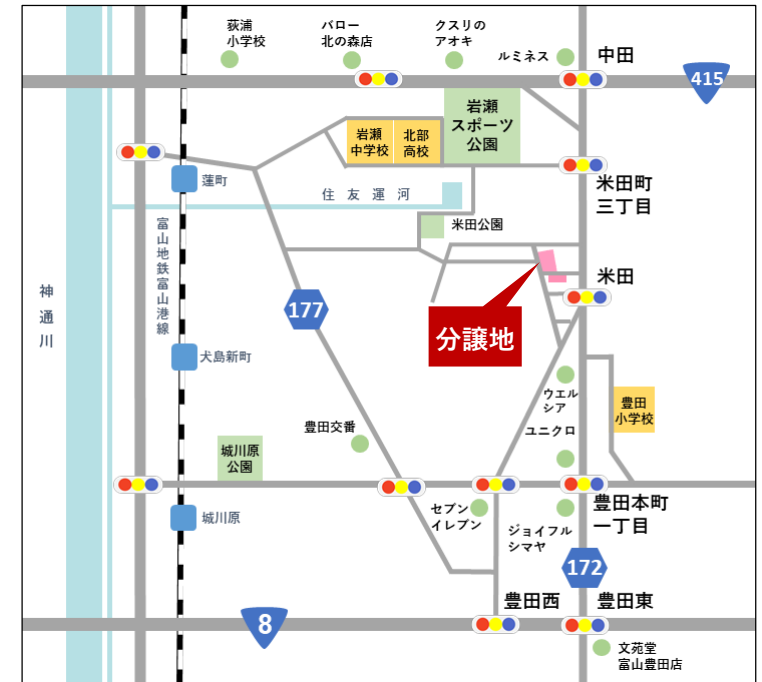 荻浦
小学校
バロー
北の森店
クスリの
アオキ
ルミネス
中田
415
岩瀬
スポーツ
公園
岩瀬
中学校
北部
高校
蓮町
住友運河
米田町
三丁目
米田公園
富山地鉄富山港線
神通川
米田
177
分譲地
犬島新町
ウエル
シア
豊田
小学校
豊田交番
ユニクロ
城川原
公園
セブン
イレブン
豊田本町
一丁目
城川原
ジョイフル
シマヤ
172
豊田西
豊田東
8
文苑堂
富山豊田店